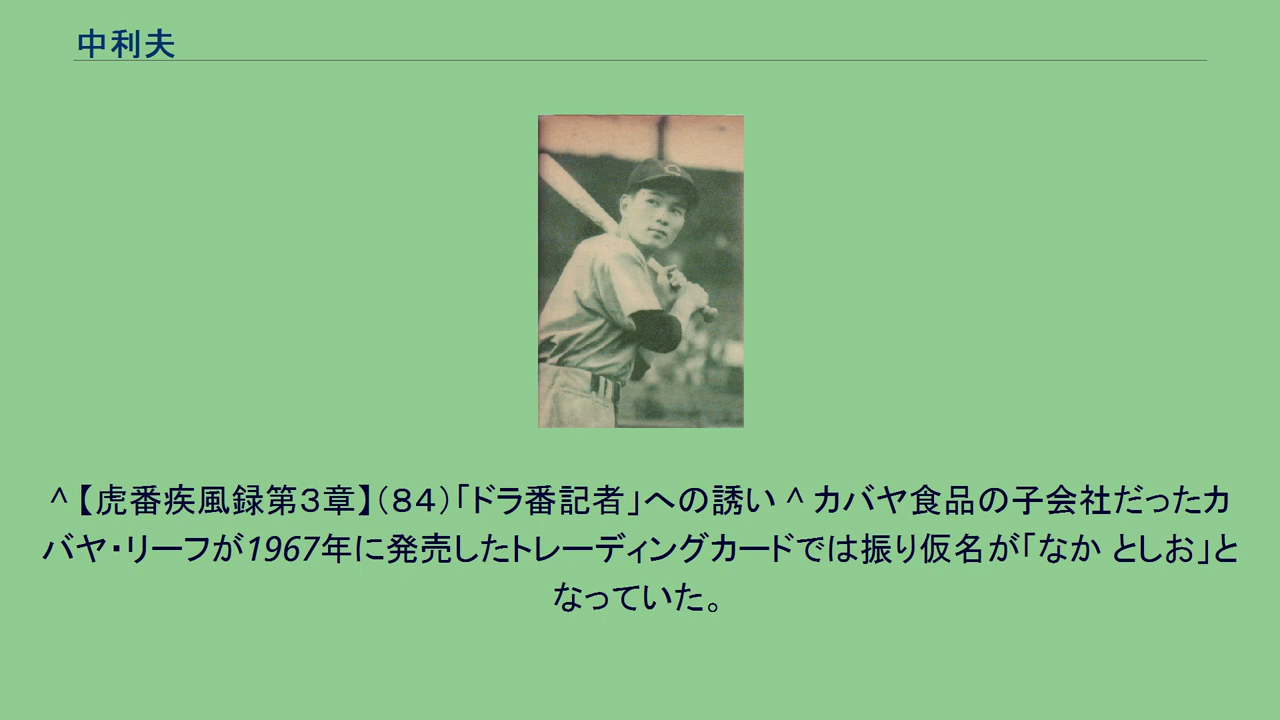 中利夫
^ 【虎番疾風録第３章】（８４）「ドラ番記者」への誘い ^ カバヤ食品の子会社だったカ
バヤ・リーフが1967年に発売したトレーディングカードでは振り仮名が「なか としお」と
なっていた。